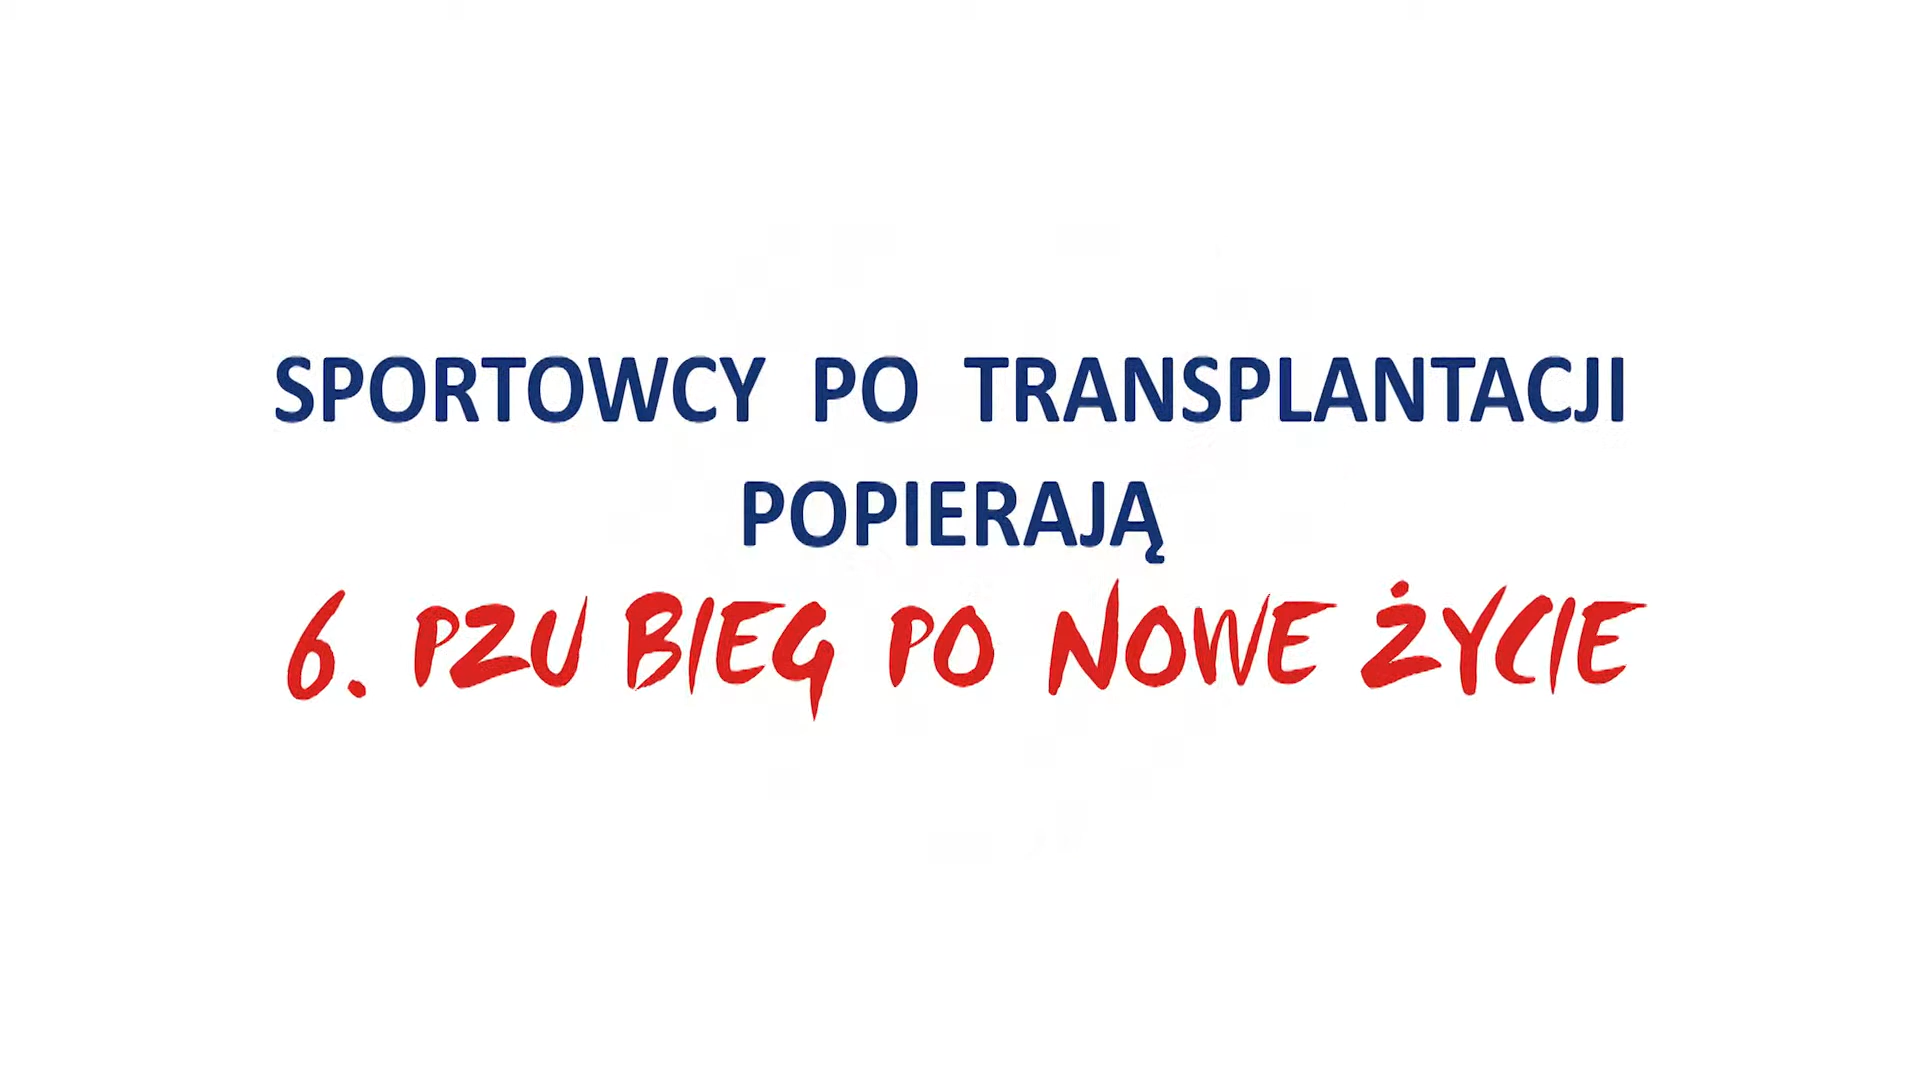 SPORTOWCY PO TRANSPLANTACJI
POPIERAJĄ
6. PZU BIEG PO NOWE ŻYCIE